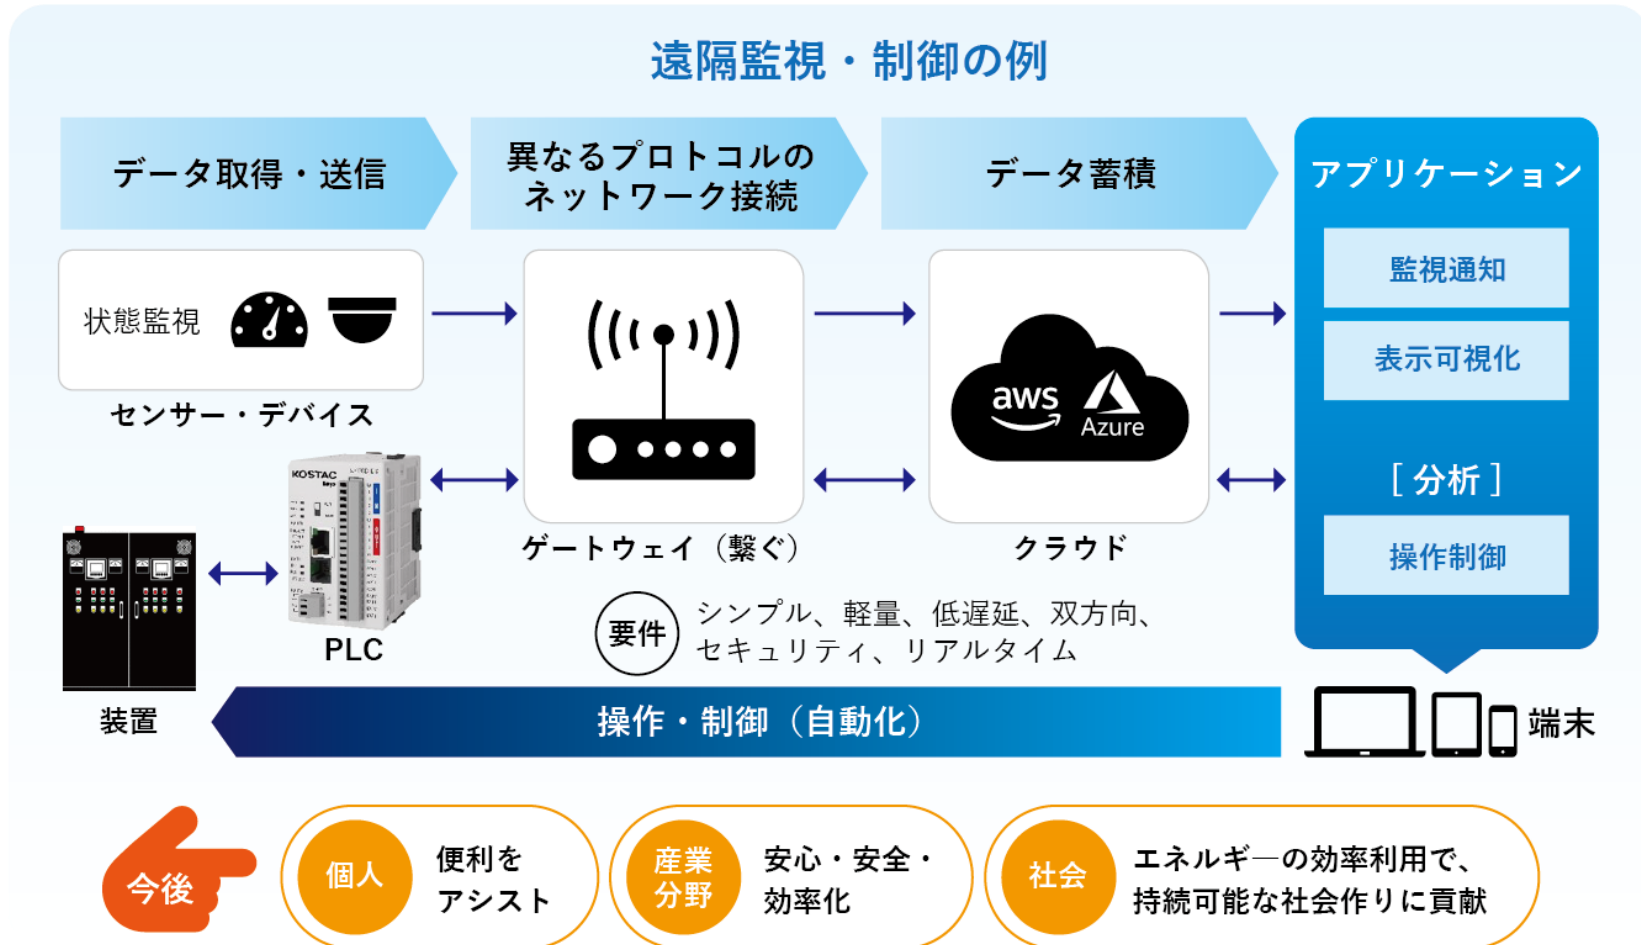 遠隔監視・制御の例
データ取得・送信
異なるプロトコルの
ネットワーク接続
データ蓄積
アプリケーション
監視通知
表示可視化
[ 分析 ]
操作制御
状態監視
センサー・デバイス
aws
Azure
KOSTAC
PLC
ゲートウェイ（繋ぐ）
クラウド
要件
シンプル、軽量、低遅延、双方向、
セキュリティ、リアルタイム
装置
操作・制御（自動化）
端末
今後
個人
便利を
アシスト
産業
分野
安心・安全・
効率化
社会
エネルギ―の効率利用で、
持続可能な社会作りに貢献